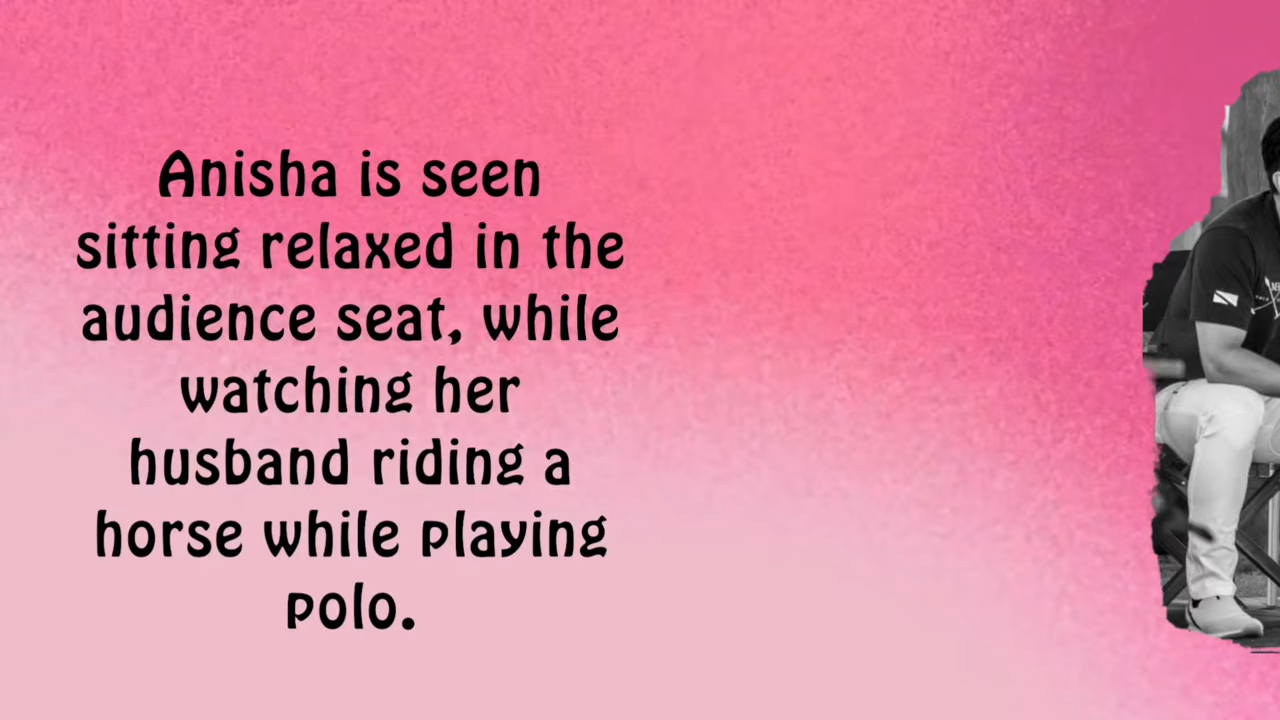 Anisha is seen
sitting relaxed in the
audience seat, while
watching her
husband riding a
horse while playing
polo.